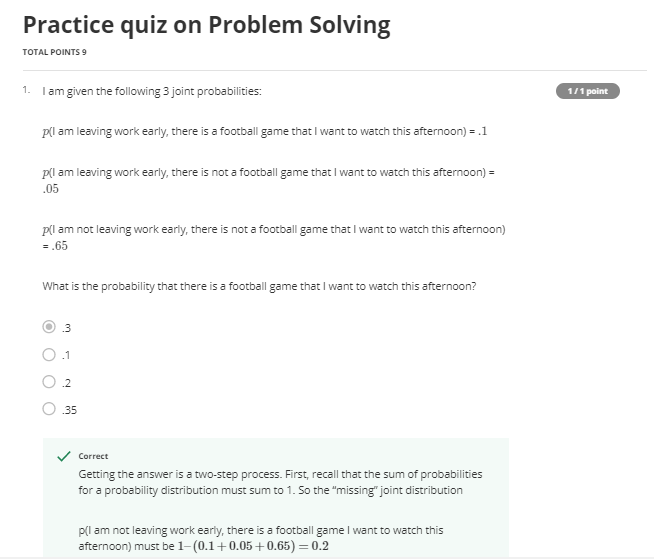 Practice quiz on Problem Solving
TOTAL POINTS 9
1. I am given the following 3 joint probabilities:
1 / 1 point
p(I am leaving work early, there is a football game that I want to watch this afternoon) = .1
p(I am leaving work early, there is not a football game that I want to watch this afternoon) =
.05
p(I am not leaving work early, there is not a football game that I want to watch this afternoon)
= .65
What is the probability that there is a football game that I want to watch this afternoon?
.3
.1
.2
.35
Correct
Getting the answer is a two-step process. First, recall that the sum of probabilities
for a probability distribution must sum to 1. So the "missing" joint distribution
p(I am not leaving work early, there is a football game I want to watch this
afternoon) must be 1–(0.1+0.05+0.65)=0.2